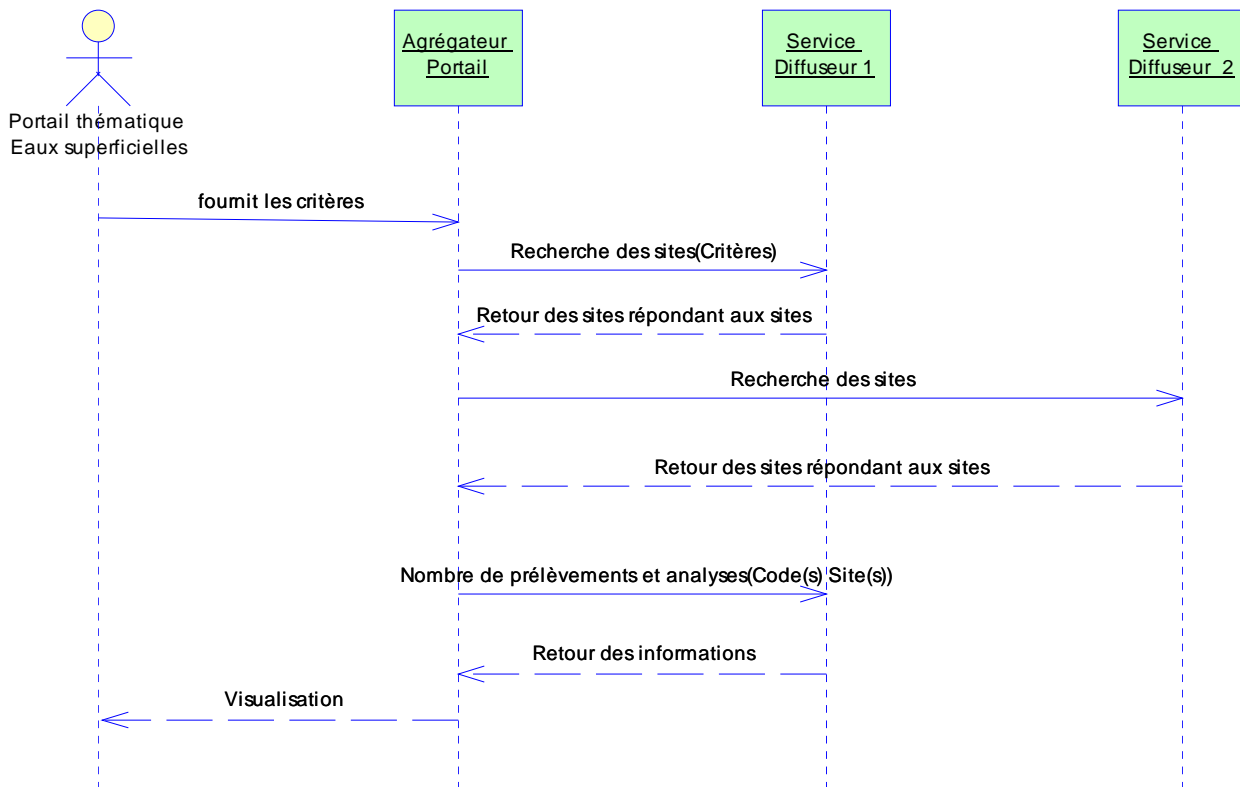 Agrégateur
Portail
Service
Diffuseur 1
Service
Diffuseur 2
Portail thématique
Eaux superficielles
fournit les critères
Recherche des sites(Critères)
Retour des sites répondant aux sites
Recherche des sites
Retour des sites répondant aux sites
Nombre de prélèvements et analyses(Code(s) Site(s))
Retour des informations
Visualisation